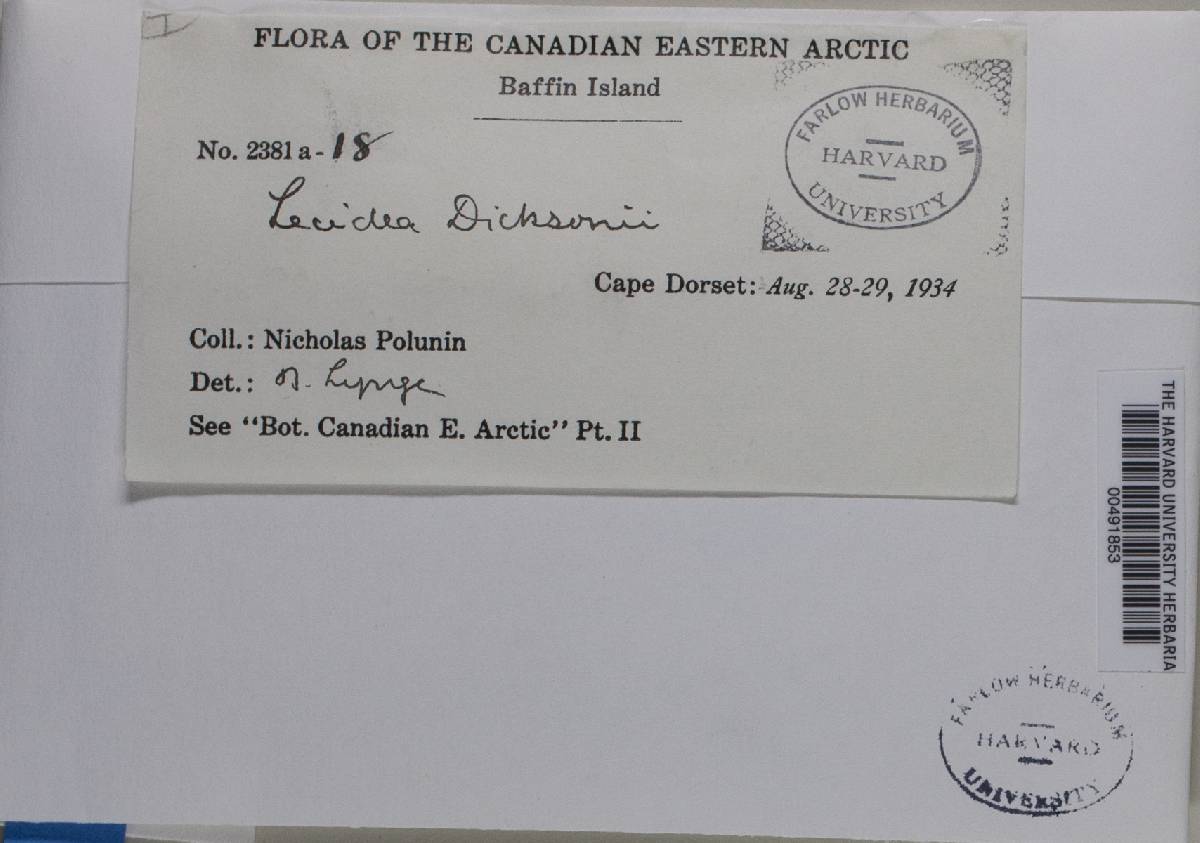 I
FLORA OF THE CANADIAN EASTERN ARCTIC
Baffin Island
No. 2381 a - 18
FARLOW HERBARIUM
HARVARD
UNIVERSITY
Lecidea Dicksonii
Cape Dorset: Aug. 28-29, 1934
Coll.: Nicholas Polunin
Det.: Lynge
See "Bot. Canadian E. Arctic" Pt. II
THE HARVARD UNIVERSITY HERBARIA
00491853
FARLOW HERBARIUM
HARVARD
UNIVERSITY